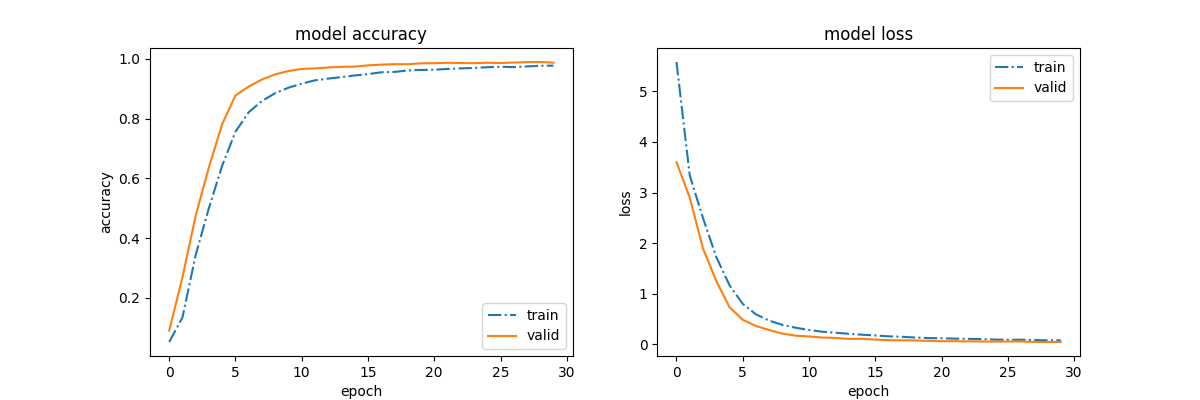 model accuracy
1.0
0.8
0.6
0.4
0.2
accuracy
train
valid
0 5 10 15 20 25 30
epoch
model loss
train
valid
5
4
3
2
1
0
loss
0 5 10 15 20 25 30
epoch